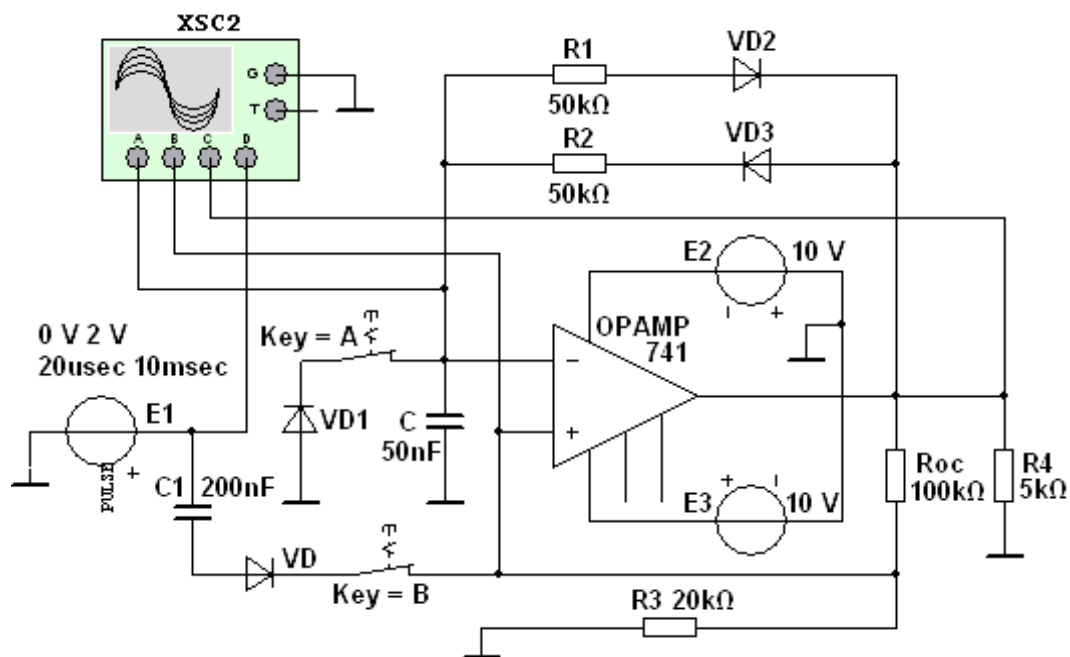 XSC2
G
T
A B C D
R1
50kΩ
VD2
R2
50kΩ
VD3
E2 10 V
0 V 2 V
20usec 10msec
Key = A
OPAMP
741
E1
VD1
C
50nF
PULSE
C1 200nF
E3 10 V
Roc
100kΩ
R4
5kΩ
VD
Key = B
R3 20kΩ